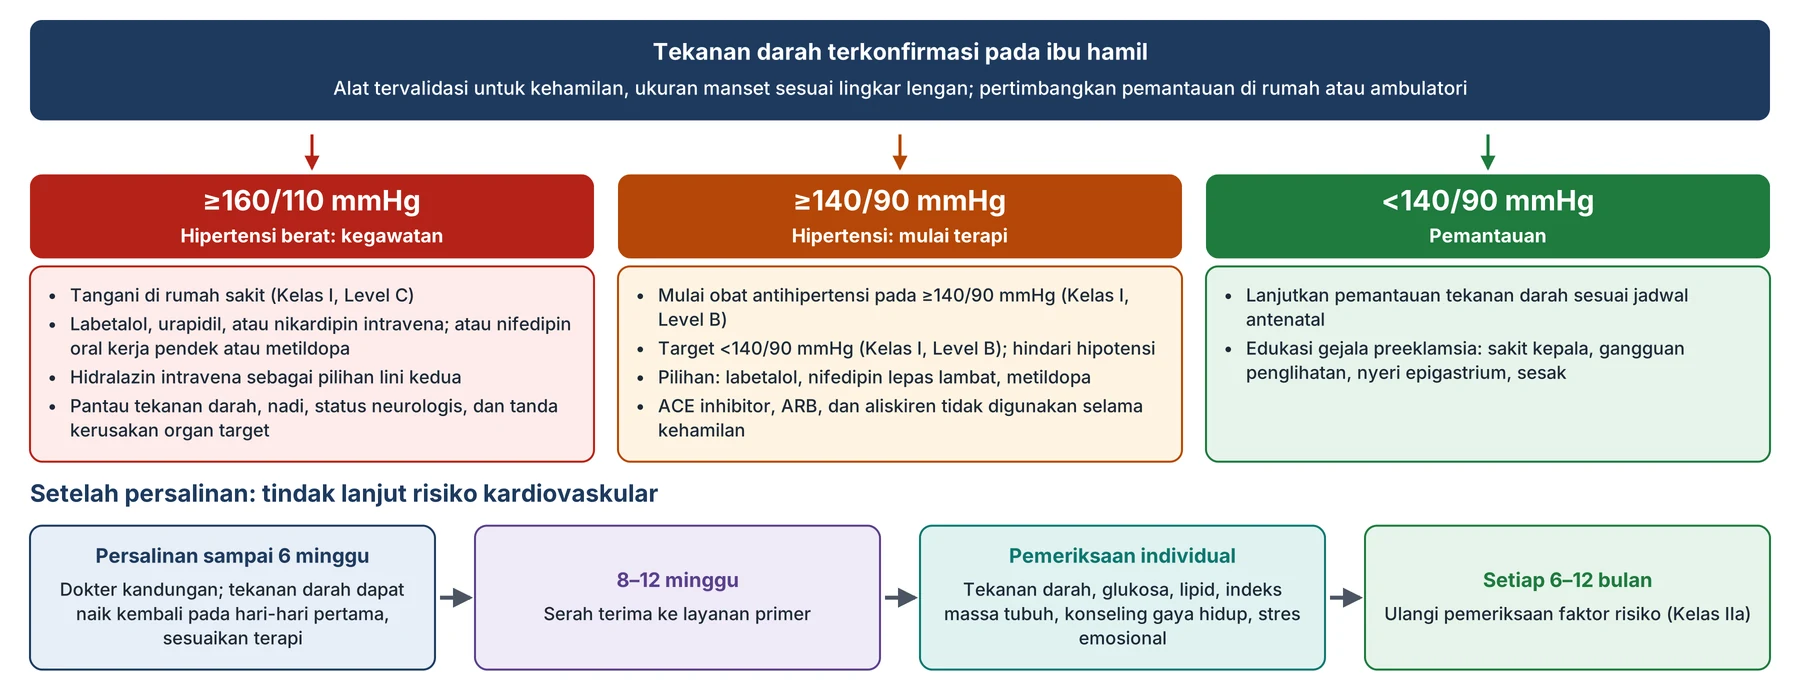 Tekanan darah terkonfirmasi pada ibu hamil
Alat tervalidasi untuk kehamilan, ukuran manset sesuai lingkar lengan; pertimbangkan pemantauan di rumah atau ambulatori
≥160/110 mmHg
Hipertensi berat: kegawatan
• Tangani di rumah sakit (Kelas I, Level C)
• Labetalol, urapidil, atau nikardipin intravena; atau nifedipin
oral kerja pendek atau metildopa
• Hidralazin intravena sebagai pilihan lini kedua
• Pantau tekanan darah, nadi, status neurologis, dan tanda
kerusakan organ target
≥140/90 mmHg
Hipertensi: mulai terapi
• Mulai obat antihipertensi pada ≥140/90 mmHg (Kelas I,
Level B)
• Target <140/90 mmHg (Kelas I, Level B); hindari hipotensi
• Pilihan: labetalol, nifedipin lepas lambat, metildopa
• ACE inhibitor, ARB, dan aliskiren tidak digunakan selama
kehamilan
<140/90 mmHg
Pemantauan
• Lanjutkan pemantauan tekanan darah sesuai jadwal
antenatal
• Edukasi gejala preeklamsia: sakit kepala, gangguan
penglihatan, nyeri epigastrium, sesak
Setelah persalinan: tindak lanjut risiko kardiovaskular
Persalinan sampai 6 minggu
Dokter kandungan; tekanan darah dapat
naik kembali pada hari-hari pertama,
sesuaikan terapi
8–12 minggu
Serah terima ke layanan primer
Pemeriksaan individual
Tekanan darah, glukosa, lipid, indeks
massa tubuh, konseling gaya hidup, stres
emosional
Setiap 6–12 bulan
Ulangi pemeriksaan faktor risiko (Kelas IIa)